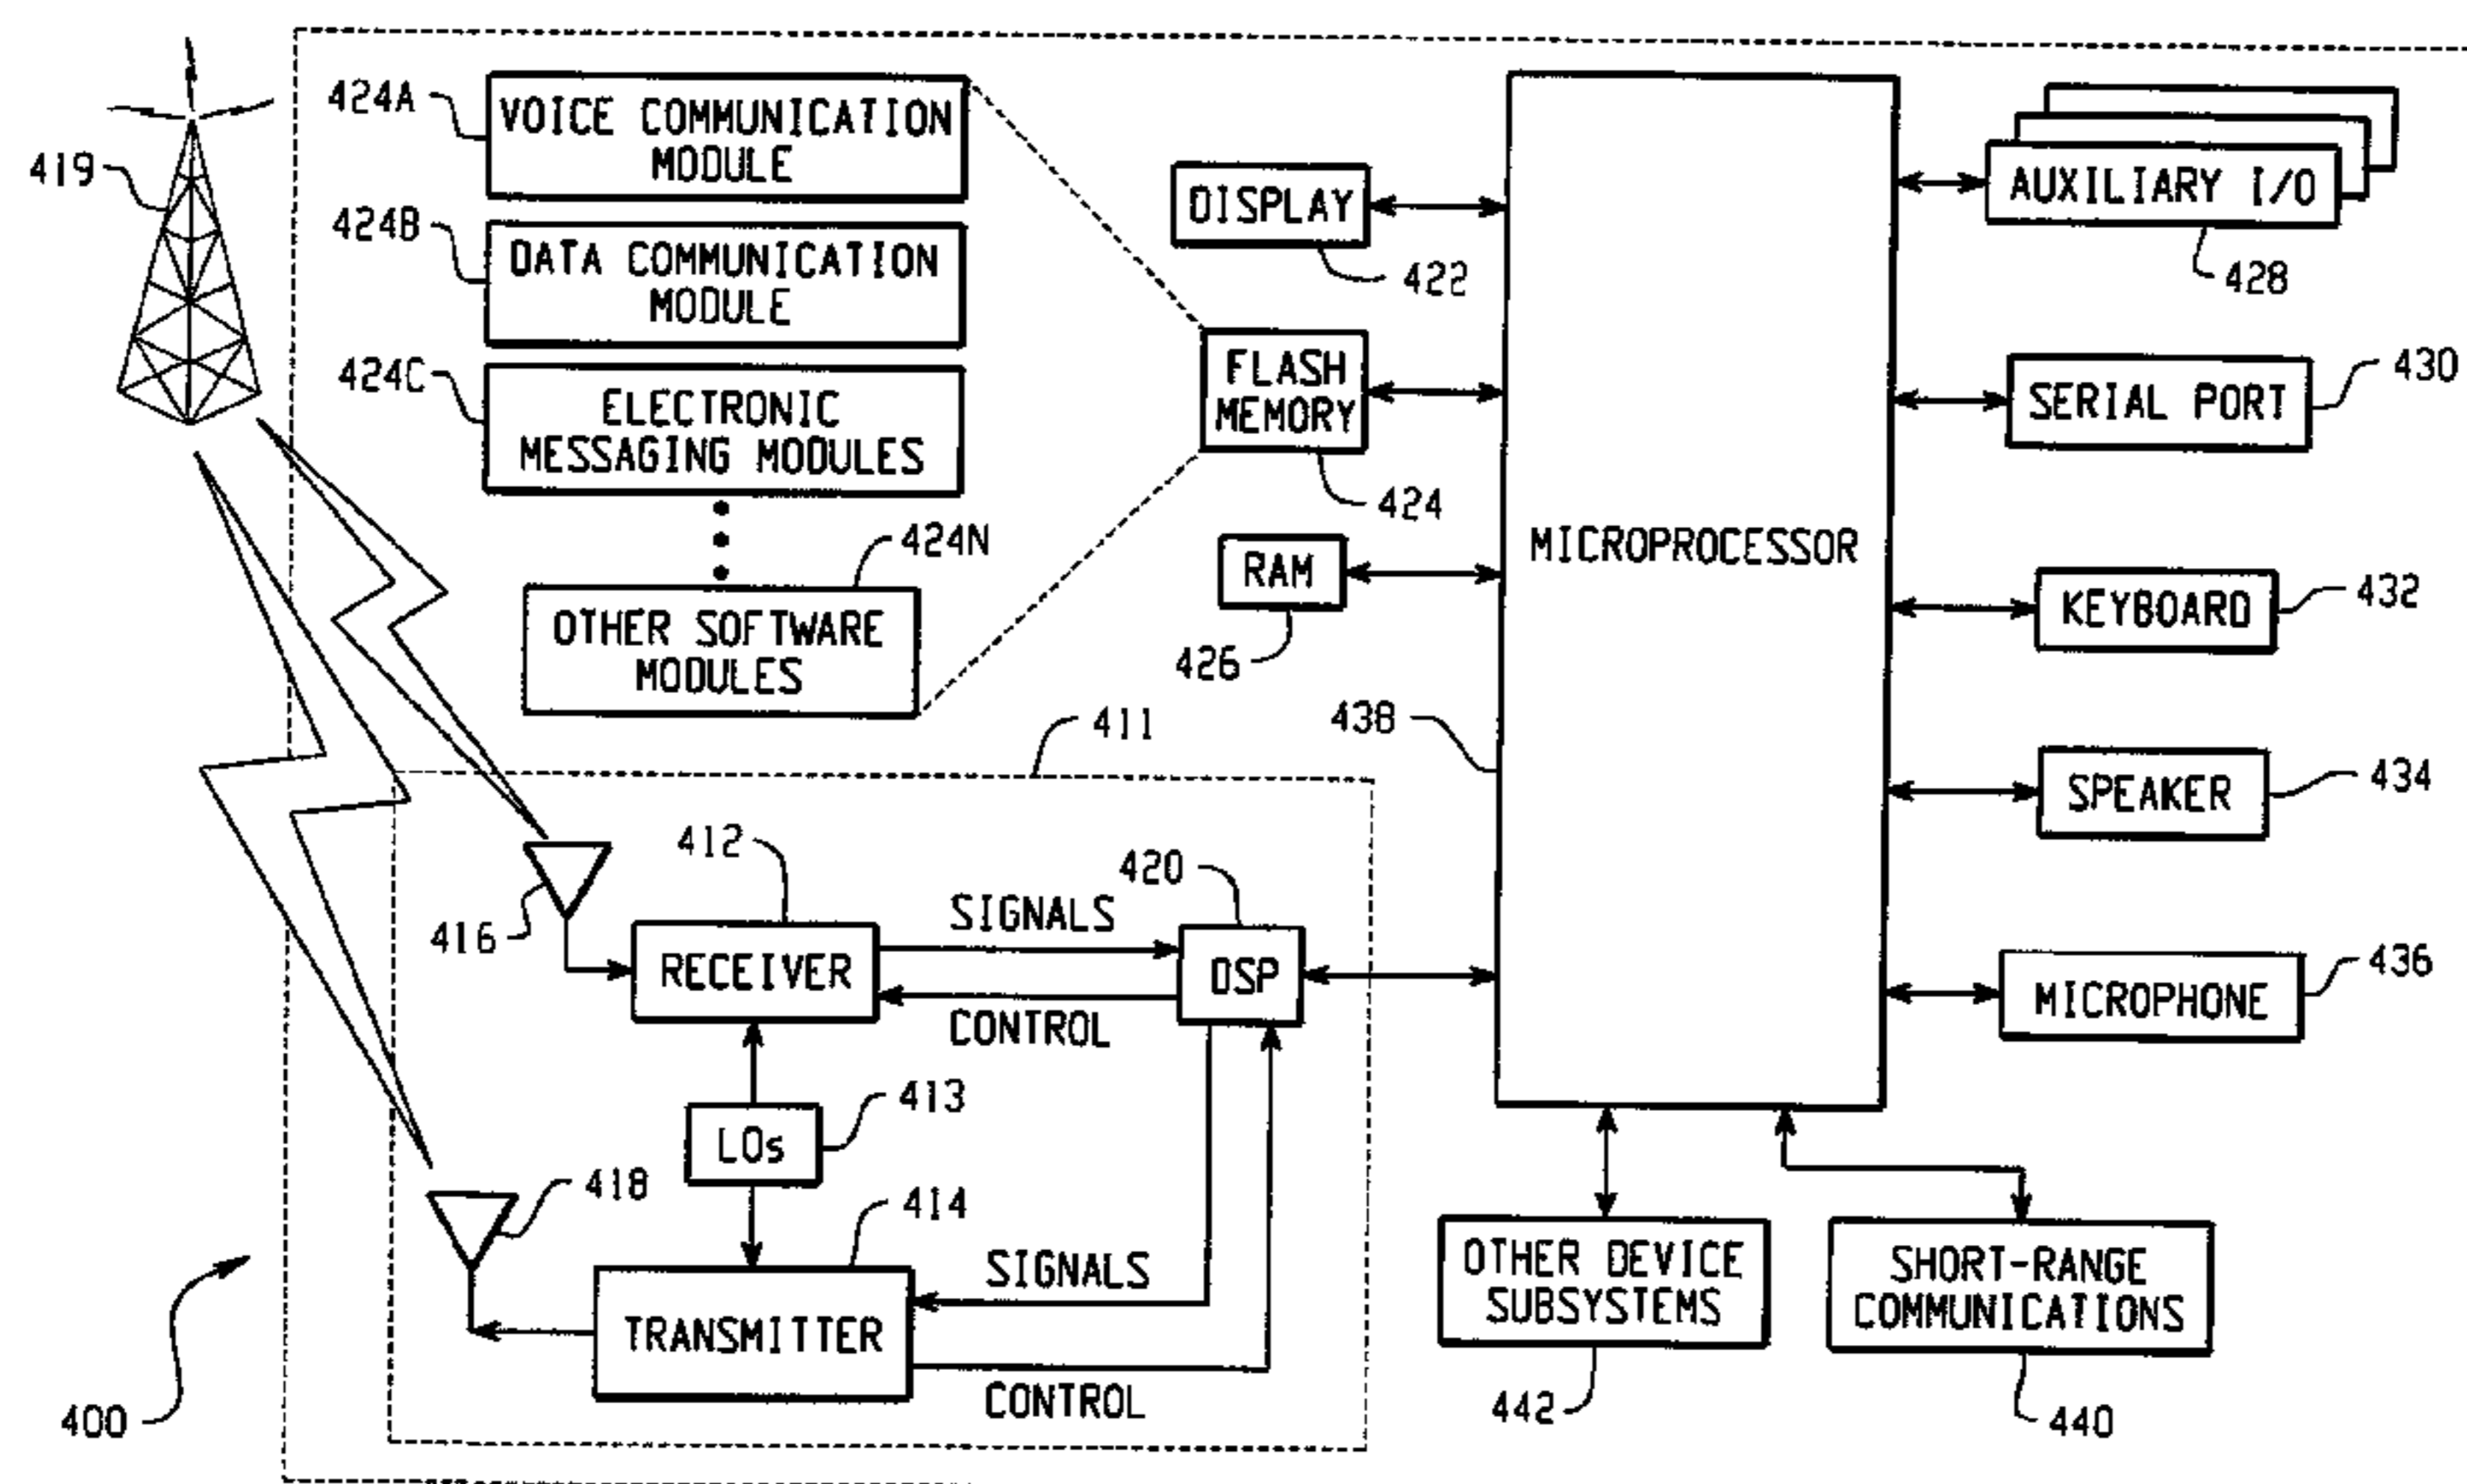 424A
VOICE COMMUNICATION
MODULE
419
424B
DATA COMMUNICATION
MODULE
424C
ELECTRONIC
MESSAGING MODULES
424N
OTHER SOFTWARE
MODULES
DISPLAY
422
FLASH
MEMORY
424
RAM
426
MICROPROCESSOR
438
AUXILIARY I/O
428
SERIAL PORT
430
KEYBOARD
432
SPEAKER
434
MICROPHONE
436
411
412
416
RECEIVER
SIGNALS
CONTROL
420
DSP
413
LOs
418
414
TRANSMITTER
SIGNALS
CONTROL
400
OTHER DEVICE
SUBSYSTEMS
442
SHORT-RANGE
COMMUNICATIONS
440